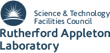 Science & Technology
Facilities Council
Rutherford Appleton
Laboratory